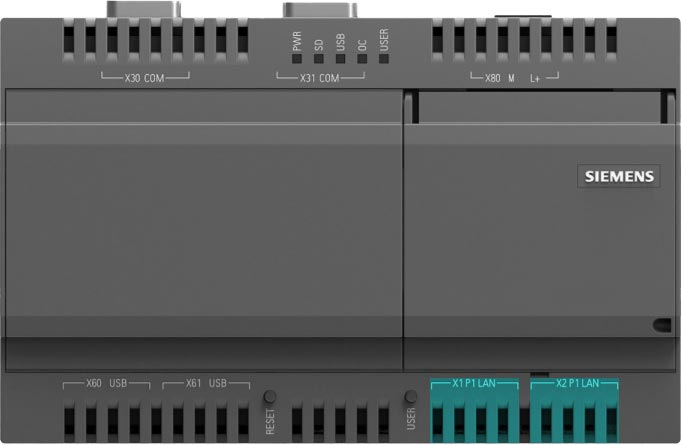 PWR
SD
USB
DC
USER
X30 COM
X31 COM
X80 M L+
SIEMENS
X60 USB
X61 USB
RESET
USER
X1 P1 LAN
X2 P1 LAN